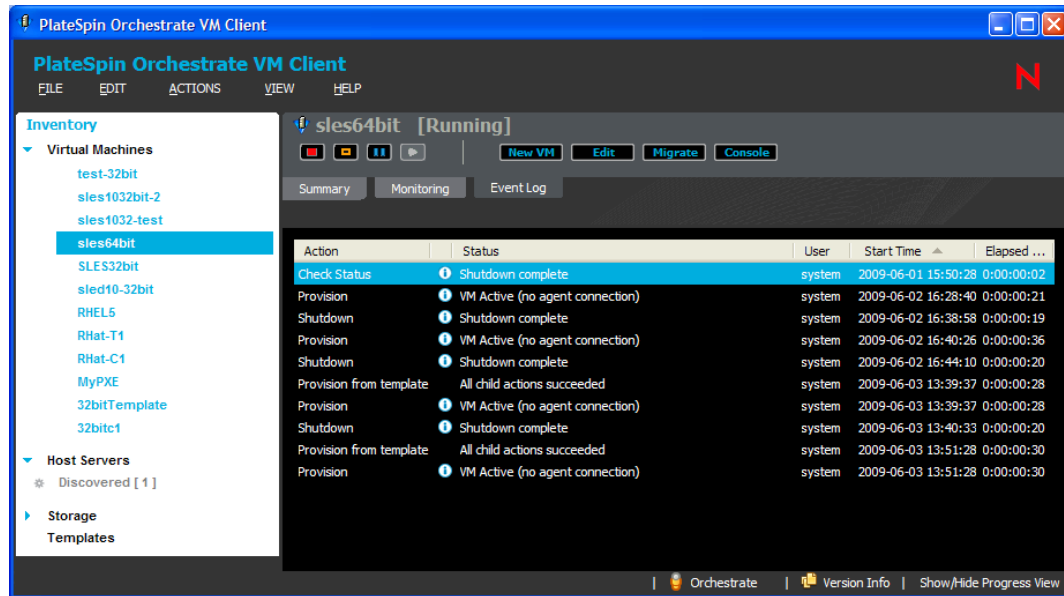 PlateSpin Orchestrate VM Client
PlateSpin Orchestrate VM Client
FILE EDIT ACTIONS VIEW HELP
N
Inventory
Virtual Machines
test-32bit
sles1032bit-2
sles1032-test
sles64bit
SLES32bit
sled10-32bit
RHEL5
RHat-T1
RHat-C1
MyPXE
32bitTemplate
32bitc1
Host Servers
Discovered [ 1 ]
Storage
Templates
sles64bit [Running]
New VM Edit Migrate Console
Summary Monitoring Event Log
Action Status User Start Time Elapsed ...
Check Status Shutdown complete system 2009-06-01 15:50:28 0:00:00:02
Provision VM Active (no agent connection) system 2009-06-02 16:28:40 0:00:00:21
Shutdown Shutdown complete system 2009-06-02 16:38:58 0:00:00:19
Provision VM Active (no agent connection) system 2009-06-02 16:40:26 0:00:00:36
Shutdown Shutdown complete system 2009-06-02 16:44:10 0:00:00:20
Provision from template All child actions succeeded system 2009-06-03 13:39:37 0:00:00:28
Provision VM Active (no agent connection) system 2009-06-03 13:39:37 0:00:00:28
Shutdown Shutdown complete system 2009-06-03 13:40:33 0:00:00:20
Provision from template All child actions succeeded system 2009-06-03 13:51:28 0:00:00:30
Provision VM Active (no agent connection) system 2009-06-03 13:51:28 0:00:00:30
| Orchestrate | Version Info | Show/Hide Progress View